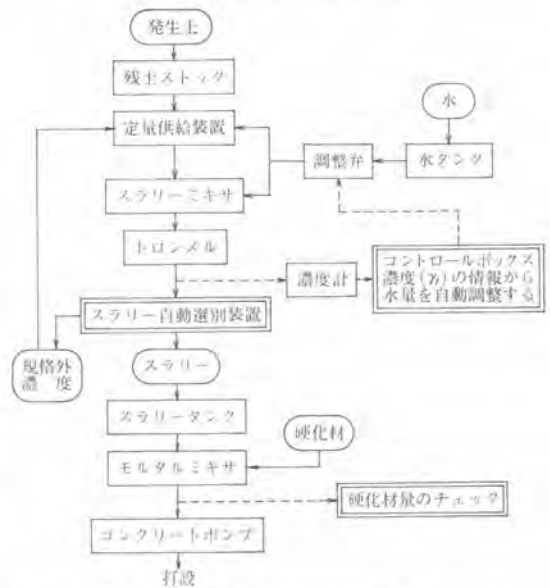 発生土
残土ストック
水
定量供給装置
調整弁
水タンク
スラリーミキサ
トロンメル
濃度計
コントロールボックス
濃度(γ)の情報から
水量を自動調整する
スラリー自動選別装置
規格外
濃 度
スラリー
スラリータンク
硬化材
モルタルミキサ
硬化材量のチェック
コンクリートポンプ
打設